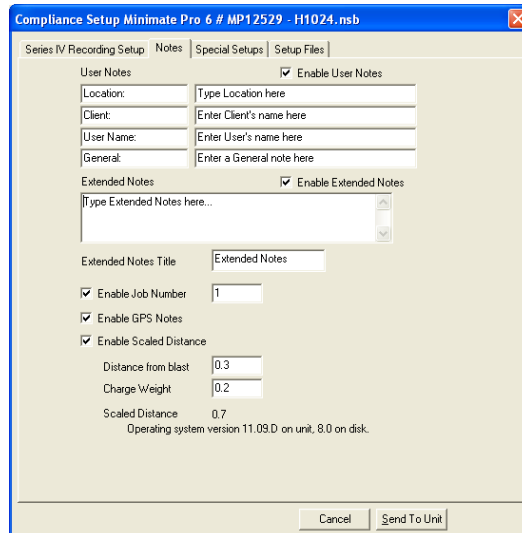 Compliance Setup Minimate Pro 6 # MP12529 - H1024.nsb
Series IV Recording Setup Notes Special Setups Setup Files
User Notes Enable User Notes
Location: Type Location here
Client: Enter Client's name here
User Name: Enter User's name here
General: Enter a General note here
Extended Notes Enable Extended Notes
Type Extended Notes here...
Extended Notes Title Extended Notes
Enable Job Number 1
Enable GPS Notes
Enable Scaled Distance
Distance from blast 0.3
Charge Weight 0.2
Scaled Distance 0.7
Operating system version 11.09.D on unit, 8.0 on disk.
Cancel Send To Unit